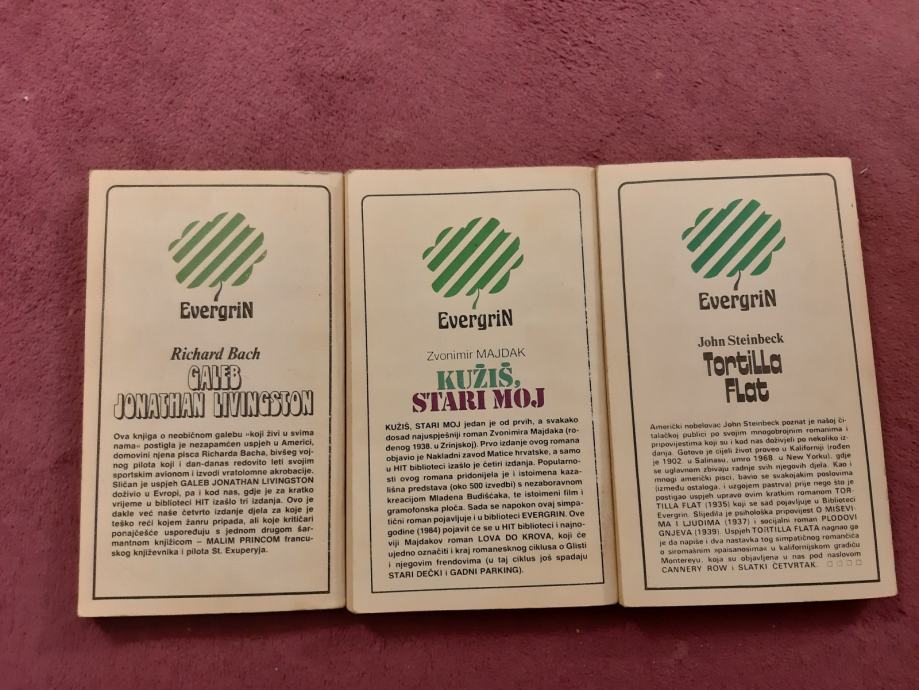 EvergriN
Richard Bach
GALEB
JONATHAN LIVINGSTON
Ova knjiga o neobičnom galebu »koji živi u svima
nama« postigla je nezapamćen uspjeh u Americi,
domovini njena pisca Richarda Bacha, bivšeg voj-
nog pilota koji i dan-danas redovito leti svojim
sportskim avionom i izvodi vratolomne akrobacije.
Sličan je uspjeh GALEB JONATHAN LIVINGSTON
doživio u Evropi, pa i kod nas, gdje je za kratko
vrijeme u biblioteci HIT izašlo tri izdanja. Ovo je
dakle već naše četvrto izdanje djela za koje je
teško reći kojem žanru pripada, ali koje kritičari
ponajčešće uspoređuju s jednom drugom šar-
mantnom knjižicom – MALIM PRINCOM francu-
skog književnika i pilota St. Exuperyja.
EvergriN
Zvonimir MAJDAK
KUŽIŠ,
STARI MOJ
KUŽIŠ, STARI MOJ jedan je od prvih, a svakako
dosad najuspješniji roman Zvonimira Majdaka (ro-
đenog 1938. u Zrinjskoj). Prvo izdanje ovog romana
objavio je Nakladni zavod Matice hrvatske, a samo
u HIT biblioteci izašlo je četiri izdanja. Popularno-
sti ovog romana pridonijela je i istoimena kaza-
lišna predstava (oko 500 izvedbi) s nezaboravnom
kreacijom Mladena Budiščaka, te istoimeni film i
gramofonska ploča. Sada se napokon ovaj simpa-
tični roman pojavljuje i u biblioteci EVERGRIN. Ove
godine (1984) pojavit će se u HIT biblioteci i najno-
viji Majdakov roman LOVA DO KROVA, koji će
ujedno označiti i kraj romanesknog ciklusa o Glisti
i njegovim frendovima (u taj ciklus još spadaju
STARI DEČKI i GADNI PARKING).
EvergriN
John Steinbeck
Tortilla
Flat
Američki nobelovac John Steinbeck poznat je našoj či-
talačkoj publici po svojim mnogobrojnim romanima i
pripovijestima koji su i kod nas doživjeli po nekoliko iz-
danja. Gotovo je cijeli život proveo u Kaliforniji (rođen
je 1902. u Salinasu, umro 1968. u New Yorku), gdje
se uglavnom zbivaju radnje svih njegovih djela. Kao i
mnogi američki pisci, bavio se svakojakim poslovima
(između ostaloga, i uzgojem pastrva) prije nego što je
postigao uspjeh upravo ovim kratkim romanom TOR-
TILLA FLAT (1935) koji se sad pojavljuje u Biblioteci
Evergrin. Slijedila je psihološka pripovijest O MIŠEVI-
MA I LJUDIMA (1937) i socijalni roman PLODOVI
GNJEVA (1939). Uspjeh TORTILLA FLATA nagnao ga
je da napiše i dva nastavka tog simpatičnog romančića
o siromašnim »paisanosima« u kalifornijskom gradiću
Montereyu, koja su objavljena u nas pod naslovom
CANNERY ROW i SLATKI ČETVRTAK.